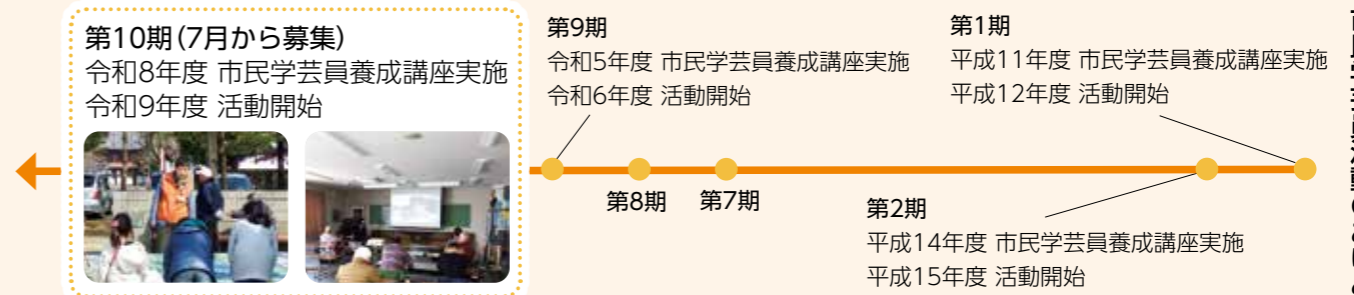 第1期
平成11年度 市民学芸員養成講座実施
平成12年度 活動開始
第2期
平成14年度 市民学芸員養成講座実施
平成15年度 活動開始
第7期
第8期
第9期
令和5年度 市民学芸員養成講座実施
令和6年度 活動開始
第10期(7月から募集)
令和8年度 市民学芸員養成講座実施
令和9年度 活動開始